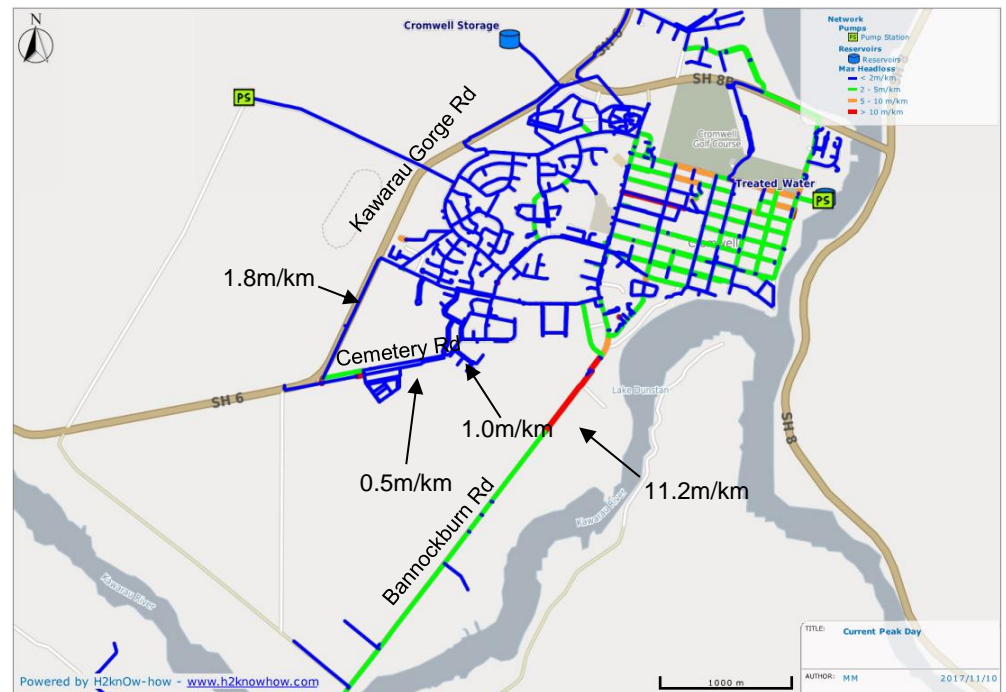 N
Cromwell Storage
SH 6
SH 8B
Network
Pumps
PS Pump Station
Reservoirs
Reservoirs
Max Headloss
< 2m/km
2 - 5m/km
5 - 10 m/km
> 10 m/km
PS
Kawarau Gorge Rd
Cromwell
Golf Course
Treated_Water
PS
Cromwell
1.8m/km
Cemetery Rd
SH 6
Lake Dunstan
SH 8
1.0m/km
0.5m/km
11.2m/km
Bannockburn Rd
Kawarau River
Kawarau River
TITLE: Current Peak Day
Powered by H2knOw-how - www.h2knowhow.com
1000 m
AUTHOR: MM 2017/11/10